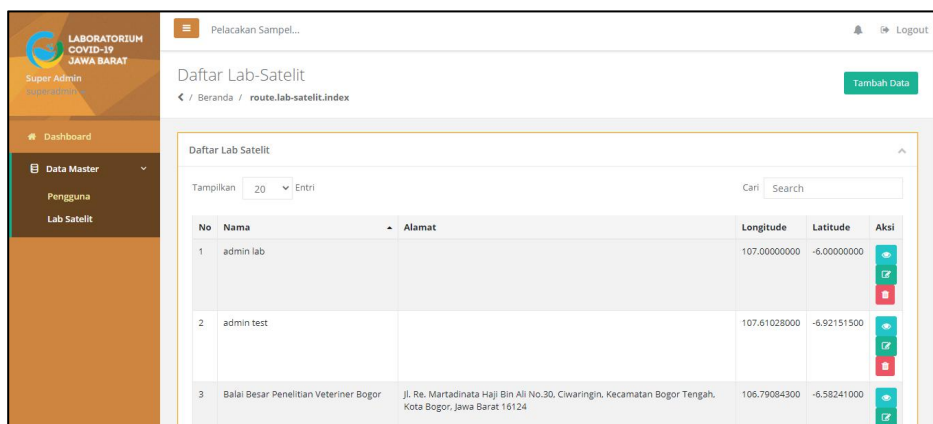 LABORATORIUM
COVID-19
JAWA BARAT
Super Admin
superadmin
Pelacakan Sampel...
Logout
Daftar Lab-Satelit
/ Beranda / route.lab-satelit.index
Tambah Data
Dashboard
Data Master
Pengguna
Lab Satelit
Daftar Lab Satelit
Tampilkan 20 Entri
Cari Search
No Nama Alamat Longitude Latitude Aksi
1 admin lab 107.00000000 -6.00000000
2 admin test 107.61028000 -6.92151500
3 Balai Besar Penelitian Veteriner Bogor Jl. Re. Martadinata Haji Bin Ali No.30, Ciwaringin, Kecamatan Bogor Tengah, 106.79084300 -6.58241000
Kota Bogor, Jawa Barat 16124